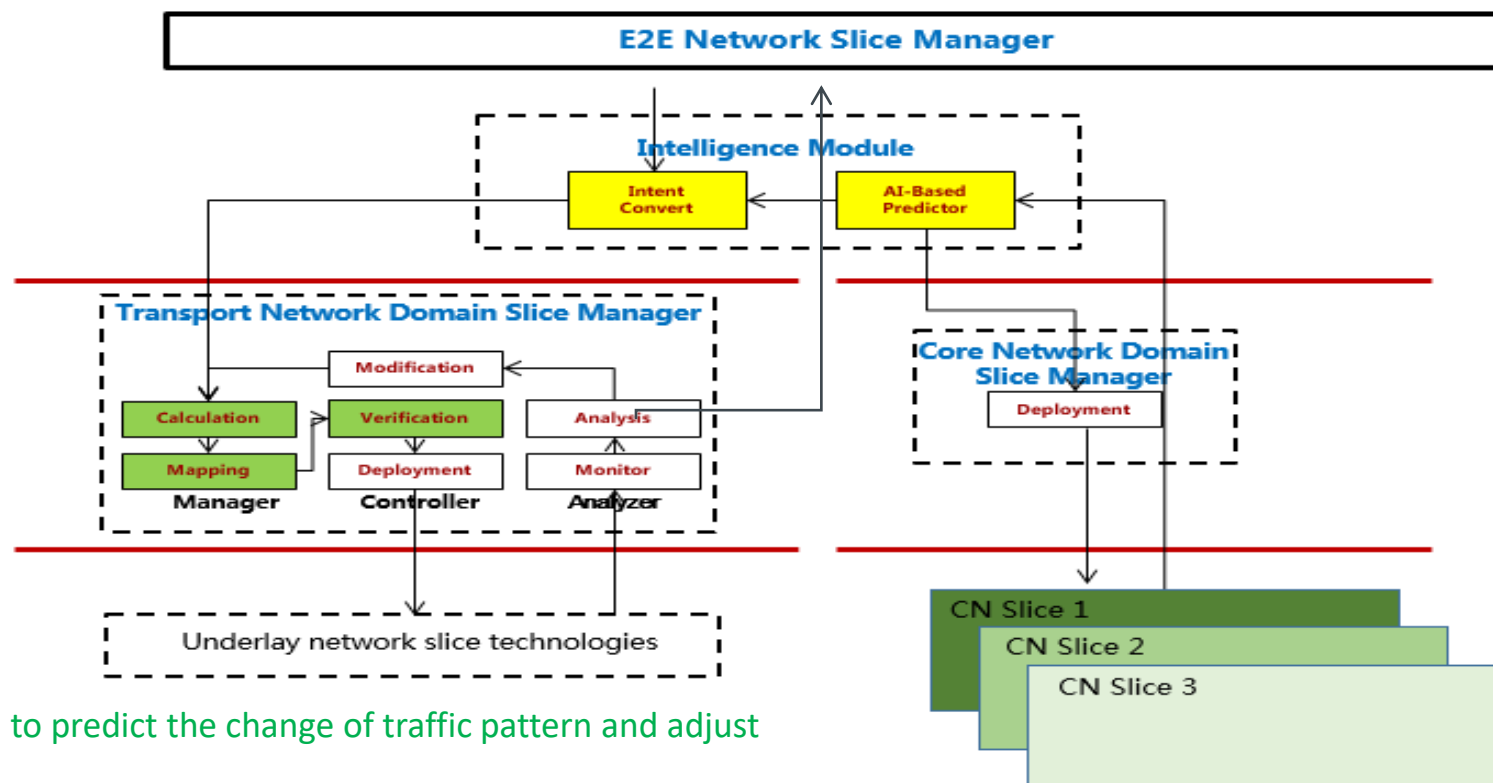 E2E Network Slice Manager
Intelligence Module
Intent
Convert
AI-Based
Predictor
Transport Network Domain Slice Manager
Modification
Calculation
Verification
Analysis
Mapping
Deployment
Monitor
Manager
Controller
Analyzer
Core Network Domain
Slice Manager
Deployment
Underlay network slice technologies
CN Slice 1
CN Slice 2
CN Slice 3
to predict the change of traffic pattern and adjust